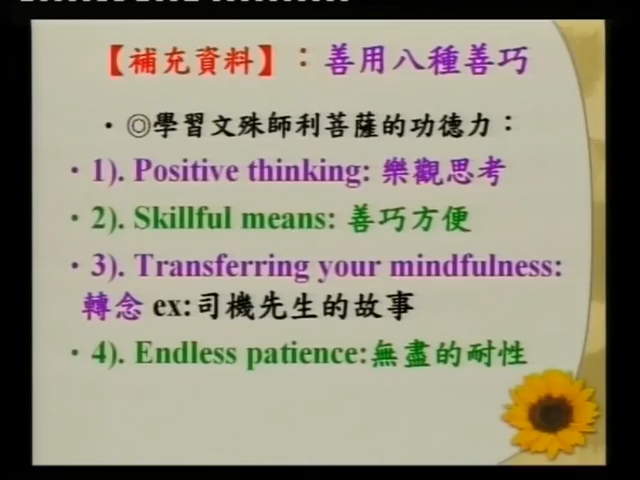 【補充資料】：善用八種善巧
• ◎學習文殊師利菩薩的功德力：
• 1). Positive thinking: 樂觀思考
• 2). Skillful means: 善巧方便
• 3). Transferring your mindfulness:
轉念 ex:司機先生的故事
• 4). Endless patience:無盡的耐性